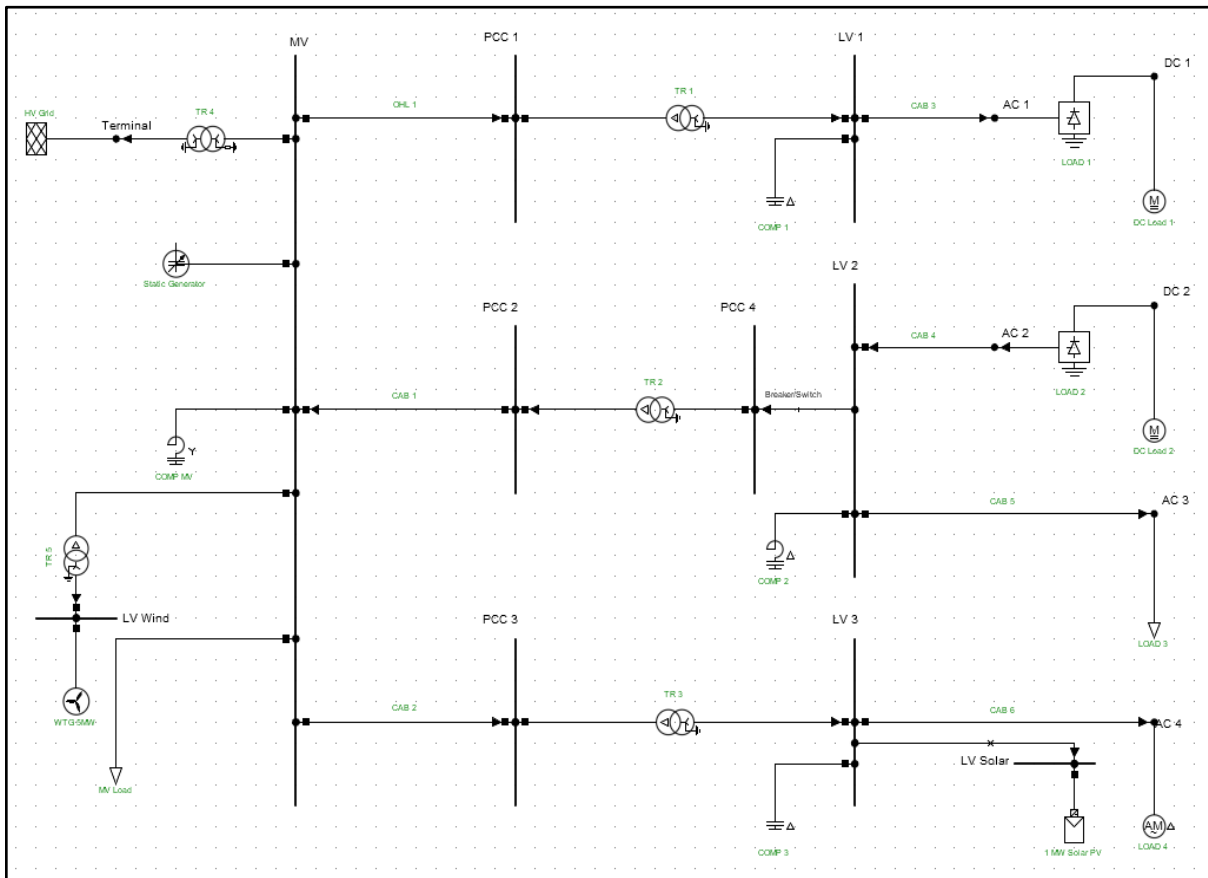 MV
PCC 1
LV 1
DC 1
HV Grid
Terminal
TR 4
OHL 1
TR 1
CAB 3
AC 1
LOAD 1
M
DC Load 1
COMP 1
Static Generator
PCC 2
PCC 4
LV 2
DC 2
CAB 4
AC 2
LOAD 2
CAB 1
TR 2
Breaker/Switch
M
DC Load 2
Y
COMP MV
CAB 5
AC 3
TR 5
COMP 2
LV Wind
PCC 3
LV 3
LOAD 3
WTG-5MW
CAB 2
TR 3
CAB 6
AC 4
LV Solar
MV Load
COMP 3
AM
1 MW Solar PV
LOAD 4